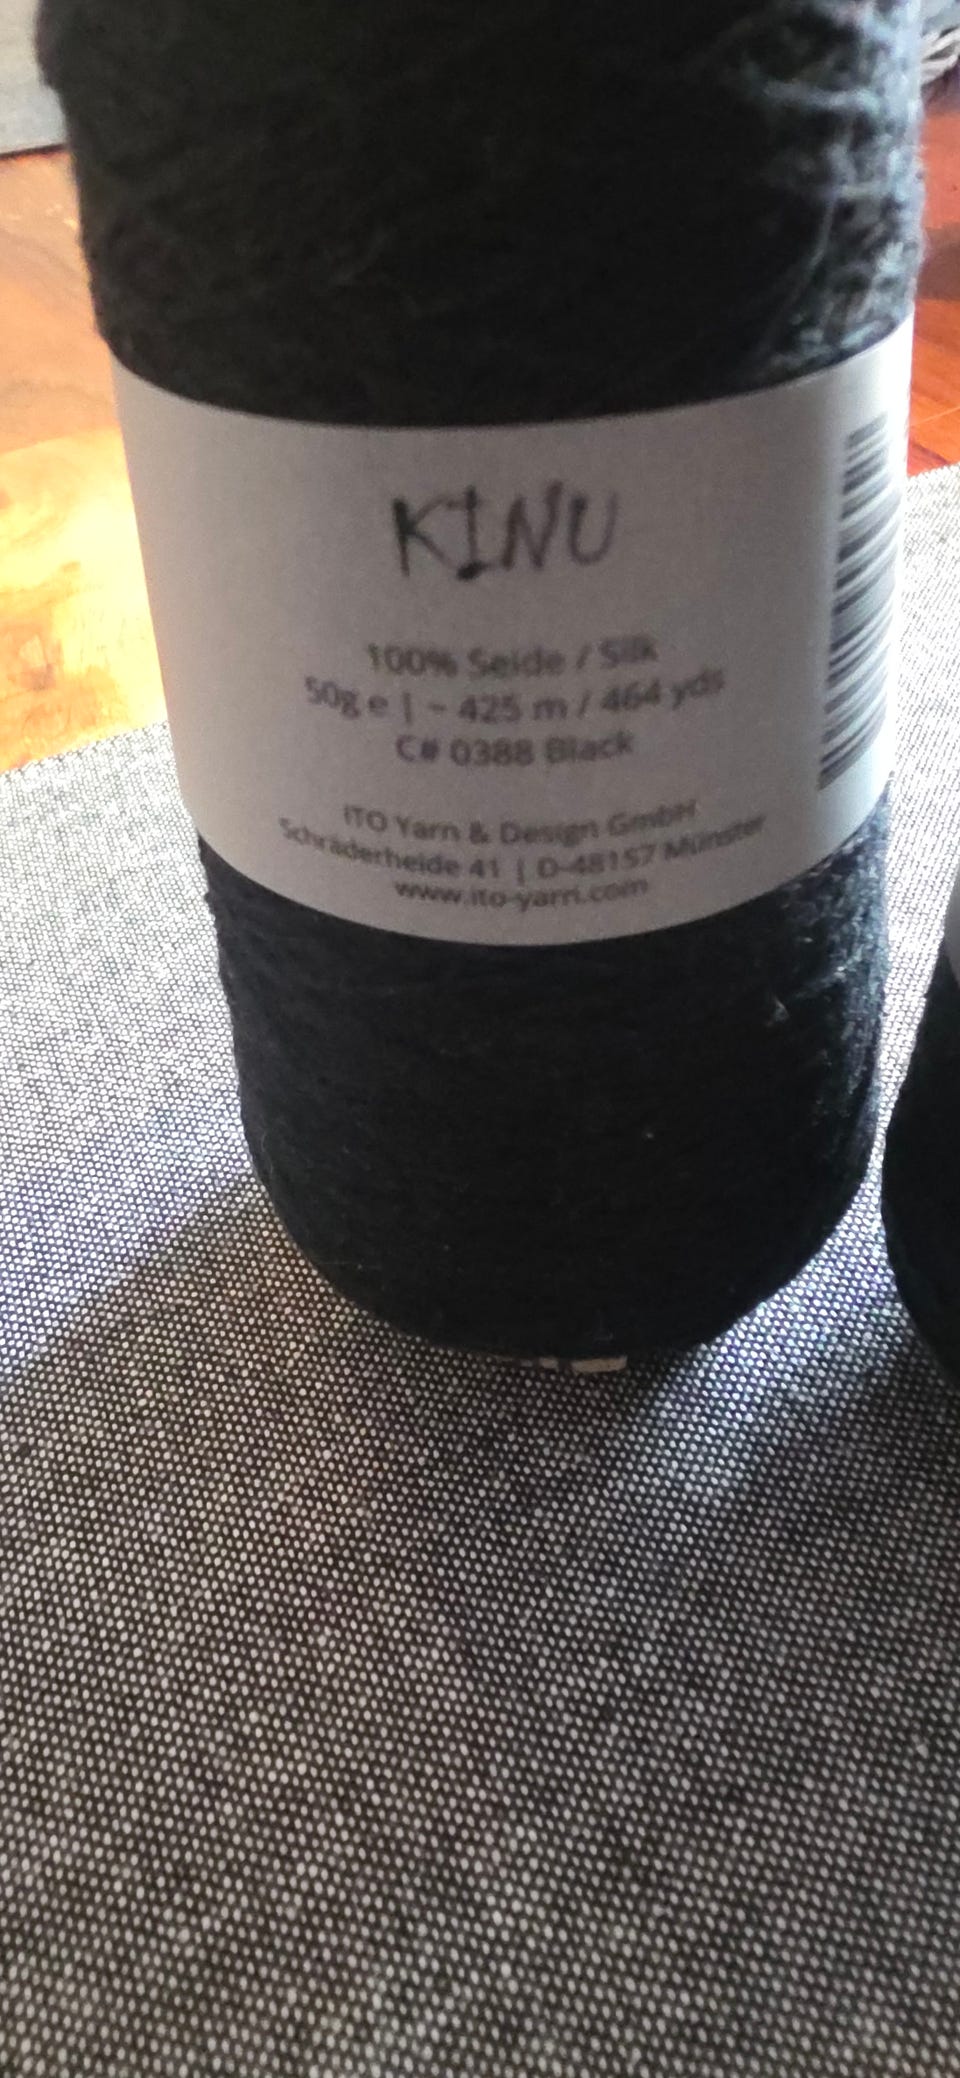 KINU
100% Seide / Silk
50g e | ~ 425 m / 464 yds
C# 0388 Black
ITO Yarn & Design GmbH
Schräderheide 41 | D-48157 Münster
www.ito-yarn.com